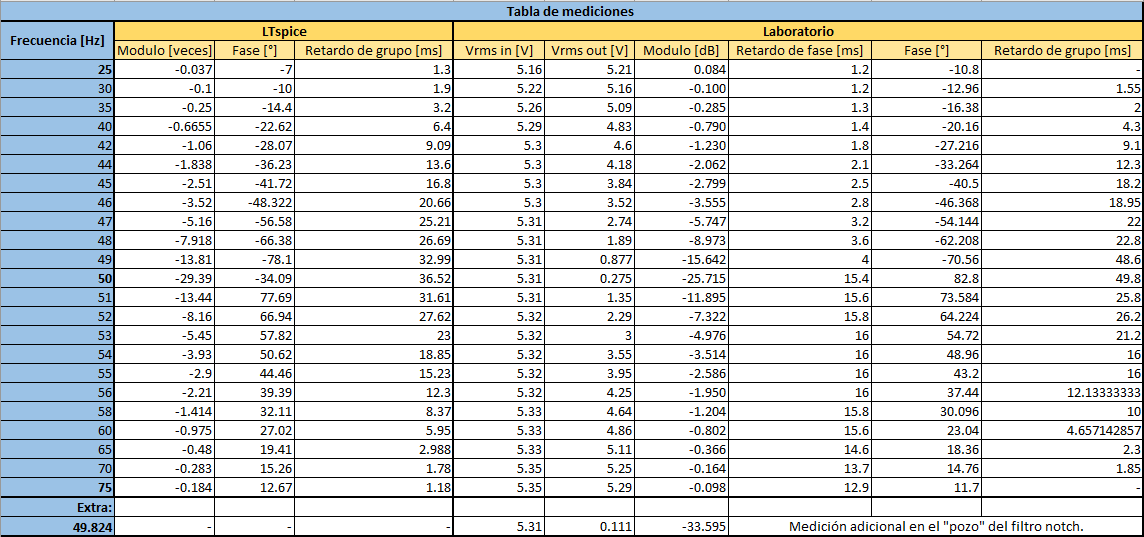 Tabla de mediciones
Frecuencia [Hz] LTspice Laboratorio
Modulo [veces] Fase [°] Retardo de grupo [ms] Vrms in [V] Vrms out [V] Modulo [dB] Retardo de fase [ms] Fase [°] Retardo de grupo [ms]
25 -0.037 -7 1.3 5.16 5.21 0.084 1.2 -10.8 -
30 -0.1 -10 1.9 5.22 5.16 -0.100 1.2 -12.96 1.55
35 -0.25 -14.4 3.2 5.26 5.09 -0.285 1.3 -16.38 2
40 -0.6655 -22.62 6.4 5.29 4.83 -0.790 1.4 -20.16 4.3
42 -1.06 -28.07 9.09 5.3 4.6 -1.230 1.8 -27.216 9.1
44 -1.838 -36.23 13.6 5.3 4.18 -2.062 2.1 -33.264 12.3
45 -2.51 -41.72 16.8 5.3 3.84 -2.799 2.5 -40.5 18.2
46 -3.52 -48.322 20.66 5.3 3.52 -3.555 2.8 -46.368 18.95
47 -5.16 -56.58 25.21 5.31 2.74 -5.747 3.2 -54.144 22
48 -7.918 -66.38 26.69 5.31 1.89 -8.973 3.6 -62.208 22.8
49 -13.81 -78.1 32.99 5.31 0.877 -15.642 4 -70.56 48.6
50 -29.39 -34.09 36.52 5.31 0.275 -25.715 15.4 82.8 49.8
51 -13.44 77.69 31.61 5.31 1.35 -11.895 15.6 73.584 25.8
52 -8.16 66.94 27.62 5.32 2.29 -7.322 15.8 64.224 26.2
53 -5.45 57.82 23 5.32 3 -4.976 16 54.72 21.2
54 -3.93 50.62 18.85 5.32 3.55 -3.514 16 48.96 16
55 -2.9 44.46 15.23 5.32 3.95 -2.586 16 43.2 16
56 -2.21 39.39 12.3 5.32 4.25 -1.950 16 37.44 12.13333333
58 -1.414 32.11 8.37 5.33 4.64 -1.204 15.8 30.096 10
60 -0.975 27.02 5.95 5.33 4.86 -0.802 15.6 23.04 4.657142857
65 -0.48 19.41 2.988 5.33 5.11 -0.366 14.6 18.36 2.3
70 -0.283 15.26 1.78 5.35 5.25 -0.164 13.7 14.76 1.85
75 -0.184 12.67 1.18 5.35 5.29 -0.098 12.9 11.7 -
Extra:
49.824 - - - 5.31 0.111 -33.595 Medición adicional en el "pozo" del filtro notch.